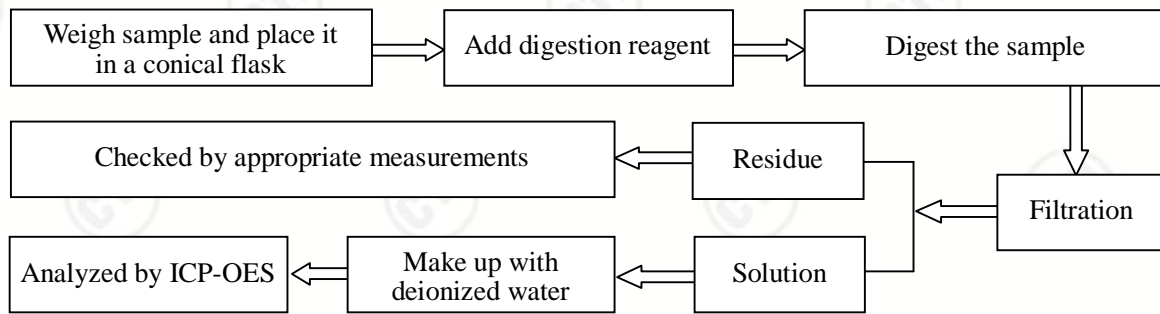 Weigh sample and place it
in a conical flask
Add digestion reagent
Digest the sample
Checked by appropriate measurements
Residue
Filtration
Analyzed by ICP-OES
Make up with
deionized water
Solution